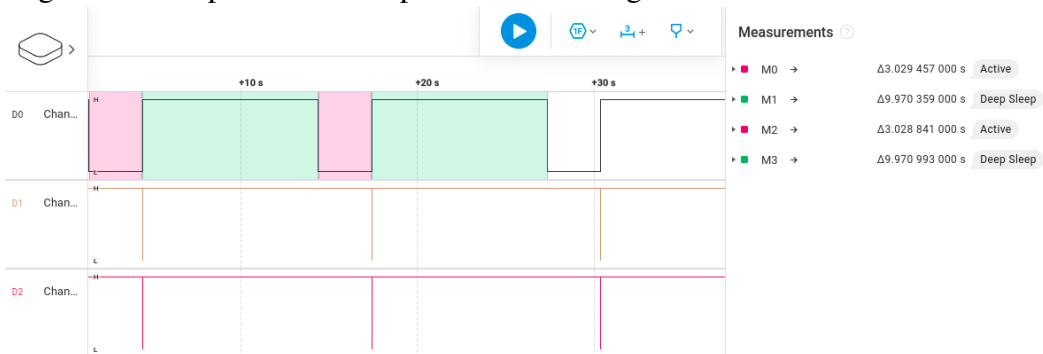 Measurements ?
1F
3 +
+10 s
+20 s
+30 s
M0 → Δ3.029 457 000 s Active
M1 → Δ9.970 359 000 s Deep Sleep
M2 → Δ3.028 841 000 s Active
M3 → Δ9.970 993 000 s Deep Sleep
H
D0 Chan...
L
H
D1 Chan...
L
H
D2 Chan...
L